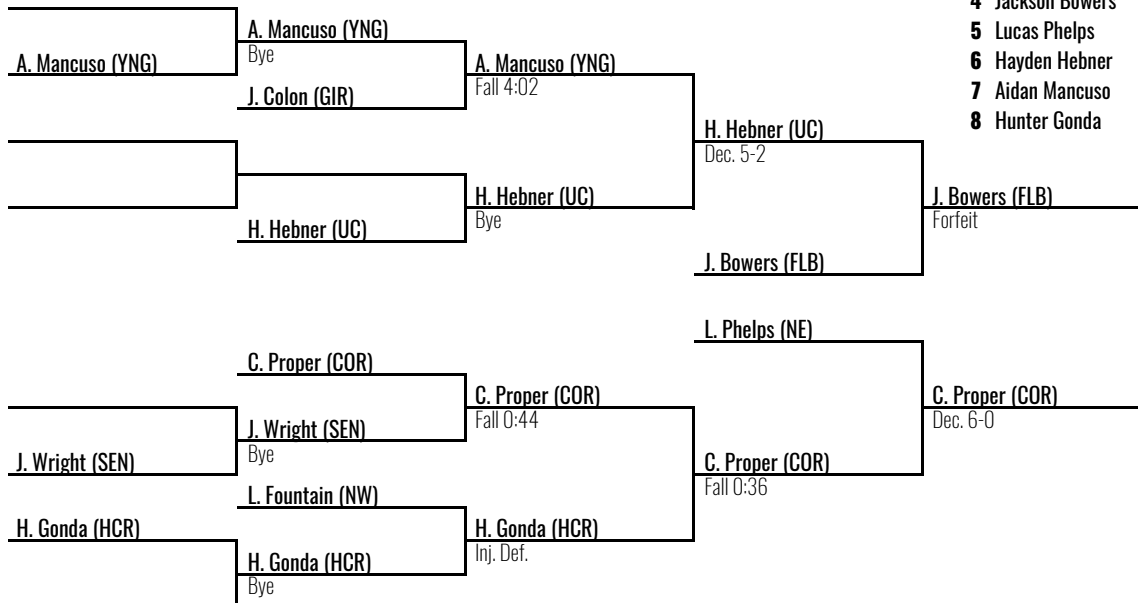 4 Jackson Bowers
A. Mancuso (YNG)
5 Lucas Phelps
Bye
A. Mancuso (YNG)
A. Mancuso (YNG)
6 Hayden Hebner
Fall 4:02
7 Aidan Mancuso
J. Colon (GIR)
8 Hunter Gonda
H. Hebner (UC)
Dec. 5-2
H. Hebner (UC)
J. Bowers (FLB)
Bye
Forfeit
H. Hebner (UC)
J. Bowers (FLB)
L. Phelps (NE)
C. Proper (COR)
C. Proper (COR)
C. Proper (COR)
Fall 0:44
Dec. 6-0
J. Wright (SEN)
Bye
J. Wright (SEN)
C. Proper (COR)
Fall 0:36
L. Fountain (NW)
H. Gonda (HCR)
H. Gonda (HCR)
Inj. Def.
H. Gonda (HCR)
Bye